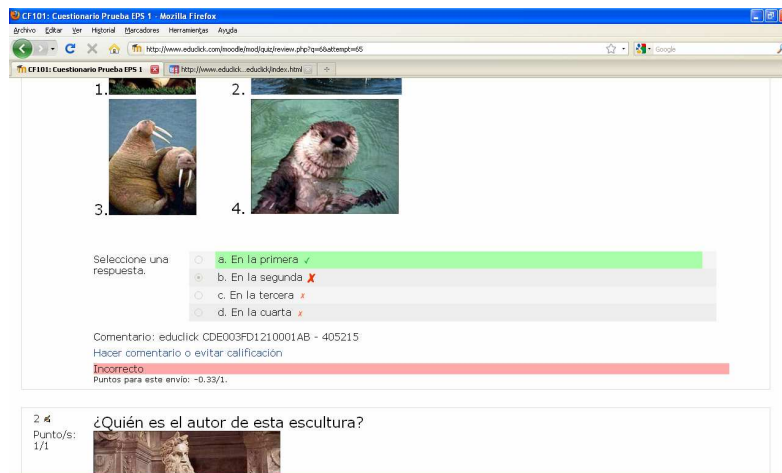 CF101: Cuestionario Prueba EPS 1 - Mozilla Firefox
Archivo Editar Ver Historial Marcadores Herramientas Ayuda
http://www.educlick.com/moodle/mod/quiz/review.php?q=6&attempt=65
Google
CF101: Cuestionario Prueba EPS 1
http://www.educlick...educlick/index.html
1. 2.
3. 4.
Seleccione una respuesta.
a. En la primera ✓
b. En la segunda ✗
c. En la tercera ✗
d. En la cuarta ✗
Comentario: educlick CDE003FD1210001AB - 405215
Hacer comentario o evitar calificación
Incorrecto
Puntos para este envío: -0.33/1.
2
¿Quién es el autor de esta escultura?
Punto/s:
1/1